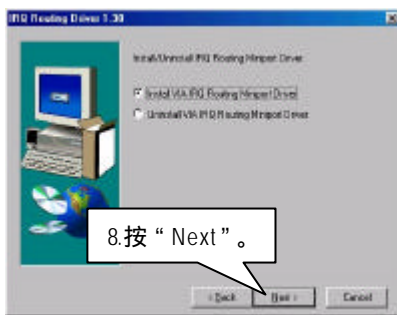 IRQ Routing Driver 1.30
Install/Uninstall IRQ Routing Miniport Driver
Install VIA IRQ Routing Miniport Driver
Uninstall VIA IRQ Routing Miniport Driver
8.按“Next”。
< Back
Next >
Cancel